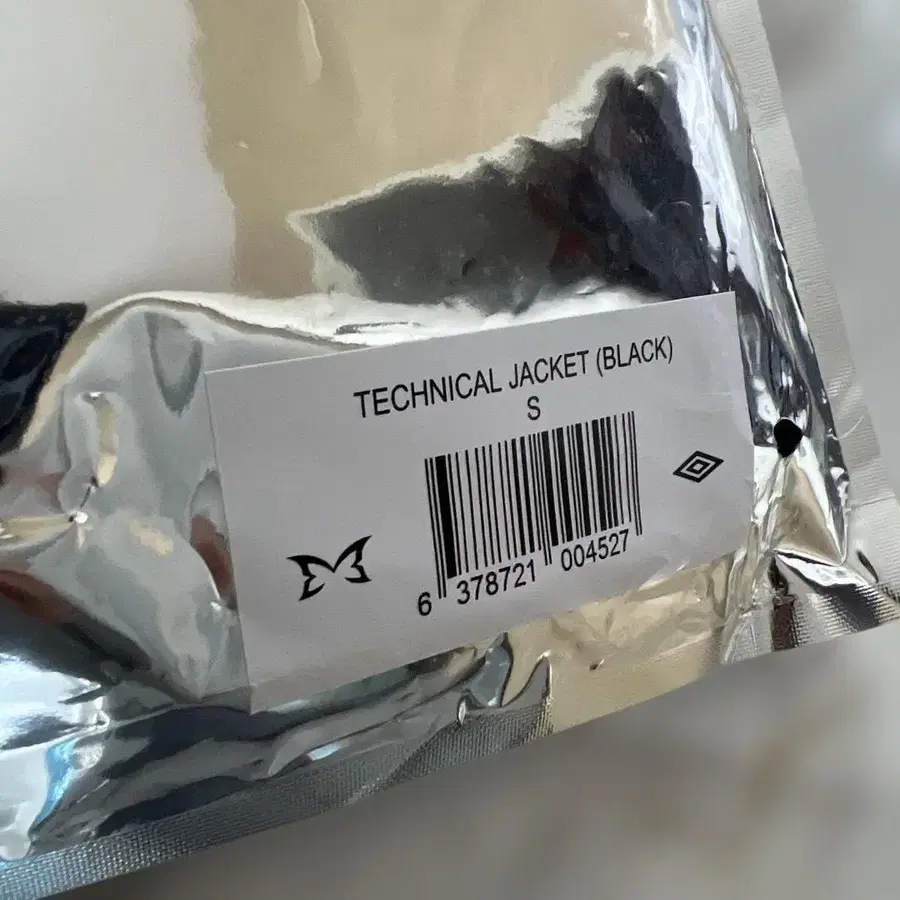 TECHNICAL JACKET (BLACK)
S
6 378721 004527